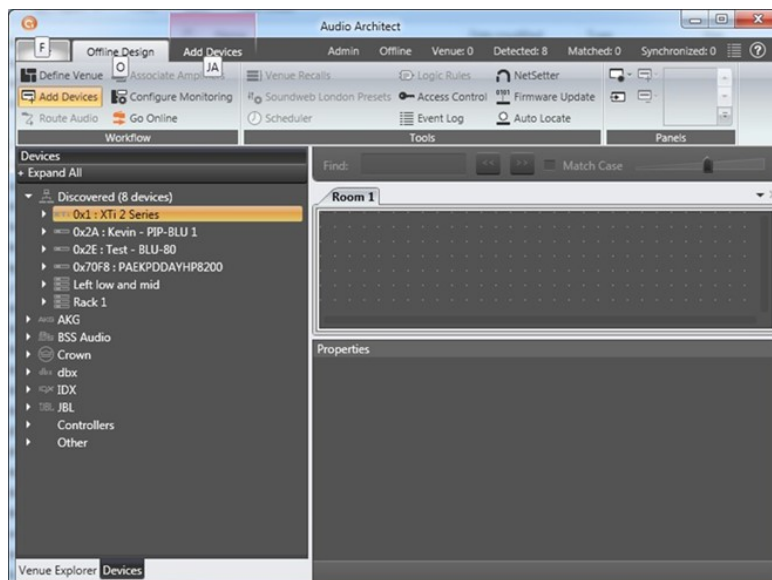 Audio Architect
F Offline Design Add Devices Admin Offline Venue: 0 Detected: 8 Matched: 0 Synchronized: 0
O JA
Define Venue Associate Amplifiers Venue Recalls Logic Rules NetSetter
Add Devices Configure Monitoring Soundweb London Presets Access Control Firmware Update
Route Audio Go Online Scheduler Event Log Auto Locate
Workflow Tools Panels
Devices
+ Expand All
Find: << >> Match Case
Discovered (8 devices)
Room 1
0x1 : XTi 2 Series
0x2A : Kevin - PIP-BLU 1
0x2E : Test - BLU-80
0x70F8 : PAEKPDDAYHP8200
Left low and mid
Rack 1
AKG AKG
BSS Audio
Crown
dbx dbx
IDX
JBL JBL
Controllers
Other
Properties
Venue Explorer Devices